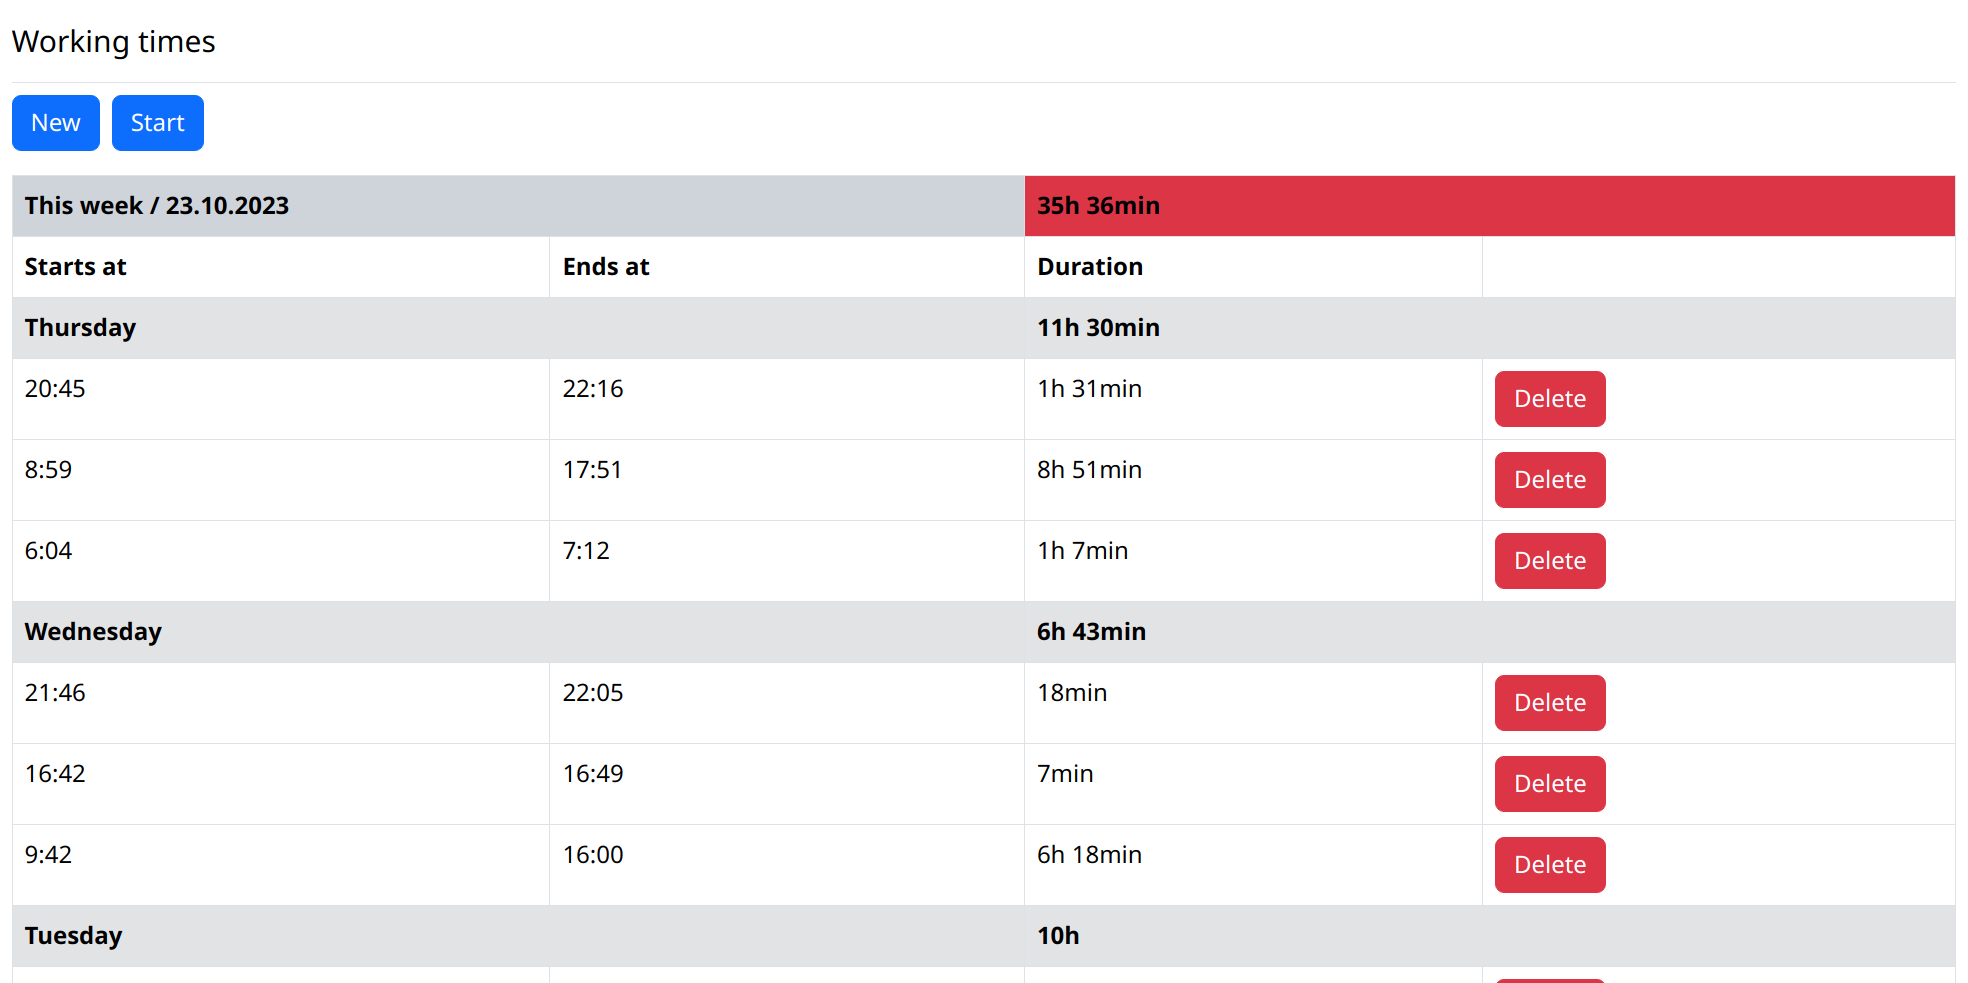 Working times
New Start
This week / 23.10.2023 35h 36min
Starts at Ends at Duration
Thursday 11h 30min
20:45 22:16 1h 31min Delete
8:59 17:51 8h 51min Delete
6:04 7:12 1h 7min Delete
Wednesday 6h 43min
21:46 22:05 18min Delete
16:42 16:49 7min Delete
9:42 16:00 6h 18min Delete
Tuesday 10h